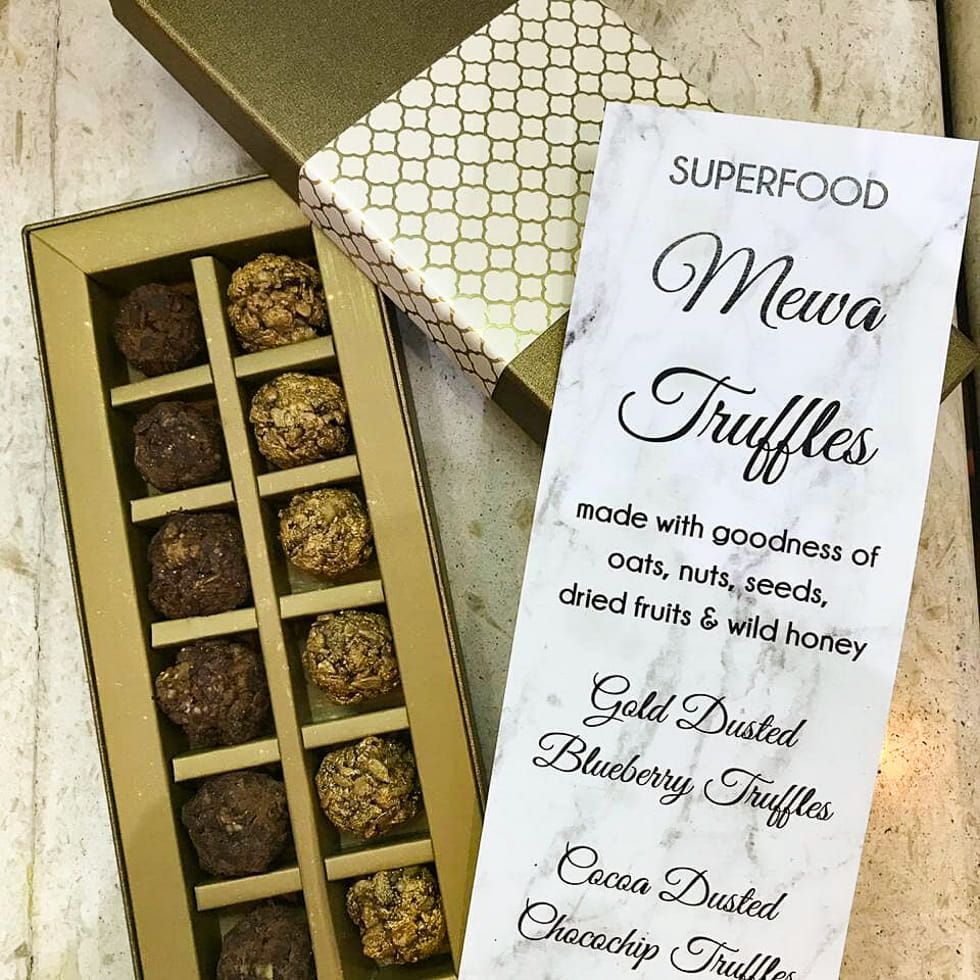 SUPERFOOD
Mewa
Truffles
made with goodness of
oats, nuts, seeds,
dried fruits & wild honey
Gold Dusted
Blueberry Truffles
Cocoa Dusted
Chocochip Truffles